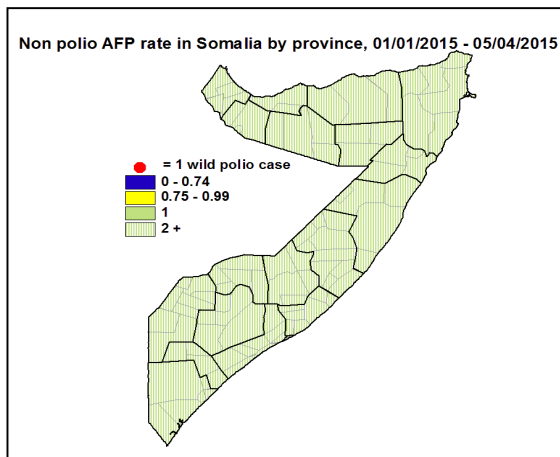 Non polio AFP rate in Somalia by province, 01/01/2015 - 05/04/2015
= 1 wild polio case
0 - 0.74
0.75 - 0.99
1
2 +